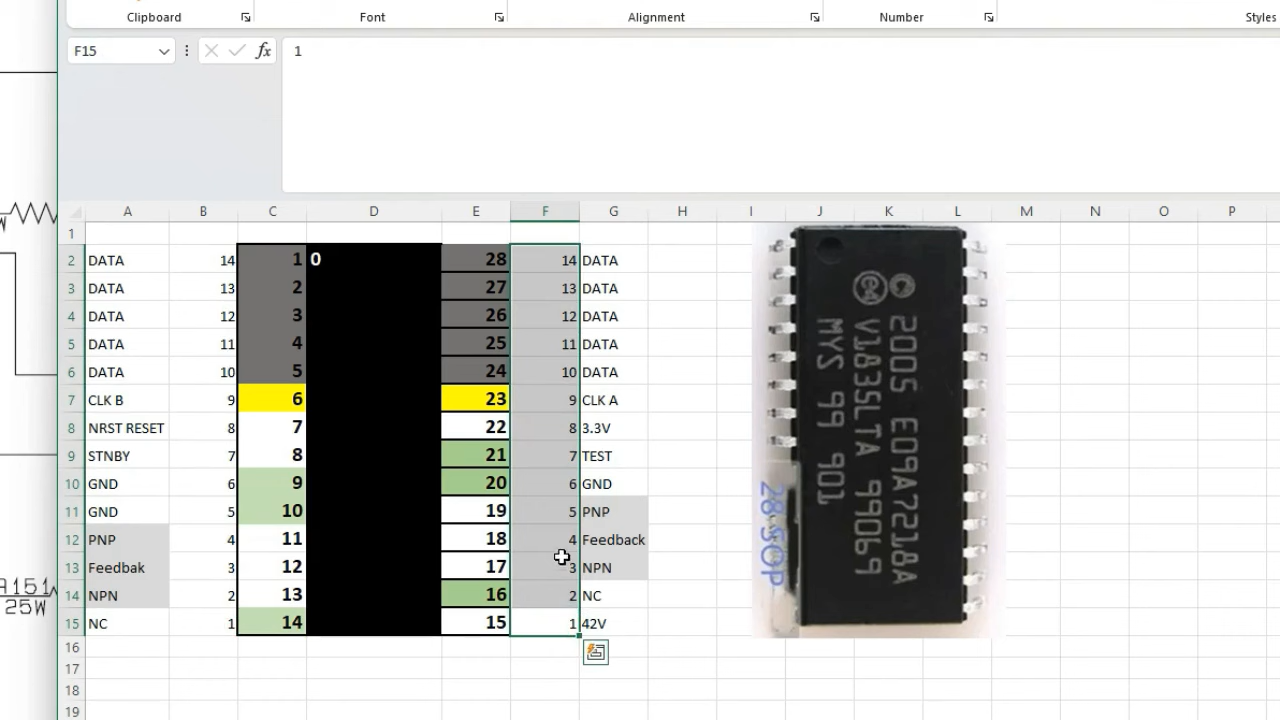 Clipboard Font Alignment Number Styles
F15 fx 1
A B C D E F G H I J K L M N O P
1
2 DATA 14 1 0 28 14 DATA
3 DATA 13 2 27 13 DATA
4 DATA 12 3 26 12 DATA
5 DATA 11 4 25 11 DATA
6 DATA 10 5 24 10 DATA
7 CLK B 9 6 23 9 CLK A
8 NRST RESET 8 7 22 8 3.3V
9 STNBY 7 8 21 7 TEST
10 GND 6 9 20 6 GND
11 GND 5 10 19 5 PNP
12 PNP 4 11 18 4 Feedback
13 Feedbak 3 12 17 3 NPN
14 NPN 2 13 16 2 NC
15 NC 1 14 15 1 42V
16
17
18
19
2005 E09A7218A
V1835LTA 99069
e4
MYS 99 901
28 SOP
A151
25W
W